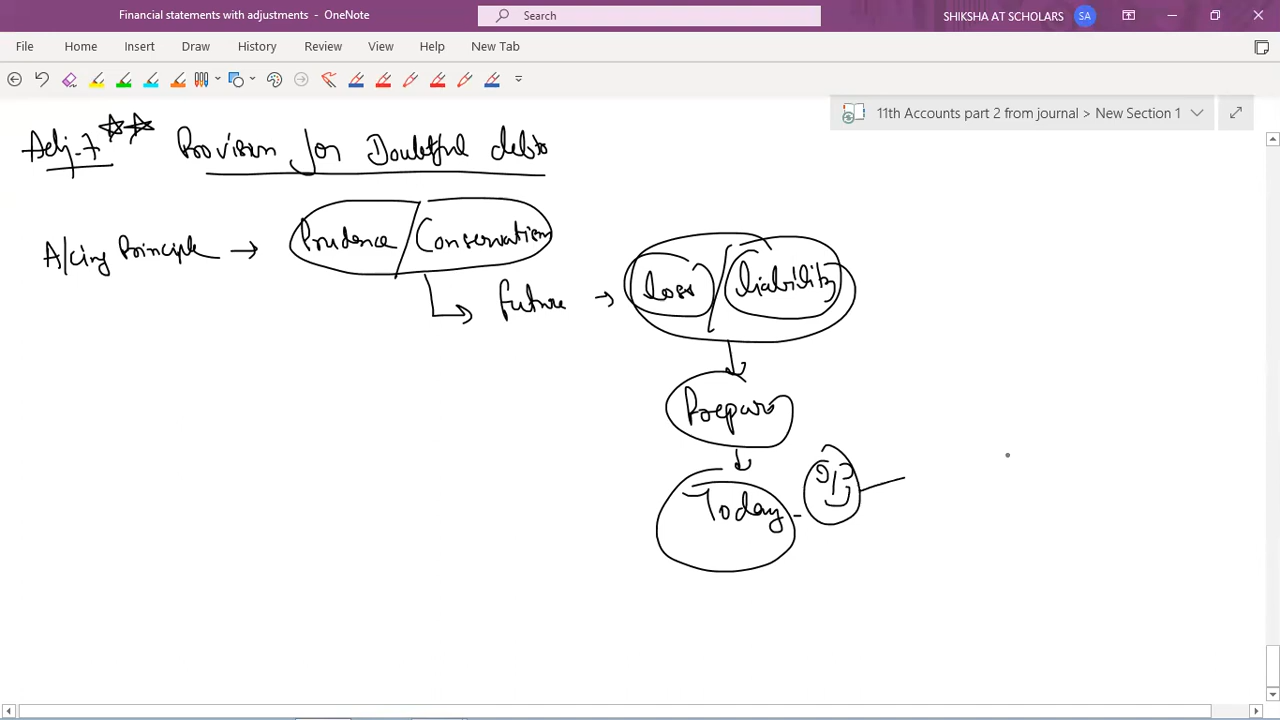 Financial statements with adjustments - OneNote
Search
SHIKSHA AT SCHOLARS
SA
File Home Insert Draw History Review View Help New Tab
11th Accounts part 2 from journal > New Section 1
Adj-7 Provision for Doubtful debts
A/cing Principle → Prudence / Conservatism
future → loss / liability
Prepare
Today